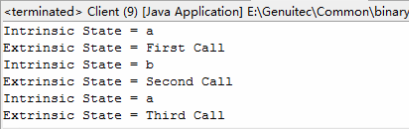 <terminated> Client (9) [Java Application] E:\Genuitec\Common\binary
Intrinsic State = a
Extrinsic State = First Call
Intrinsic State = b
Extrinsic State = Second Call
Intrinsic State = a
Extrinsic State = Third Call